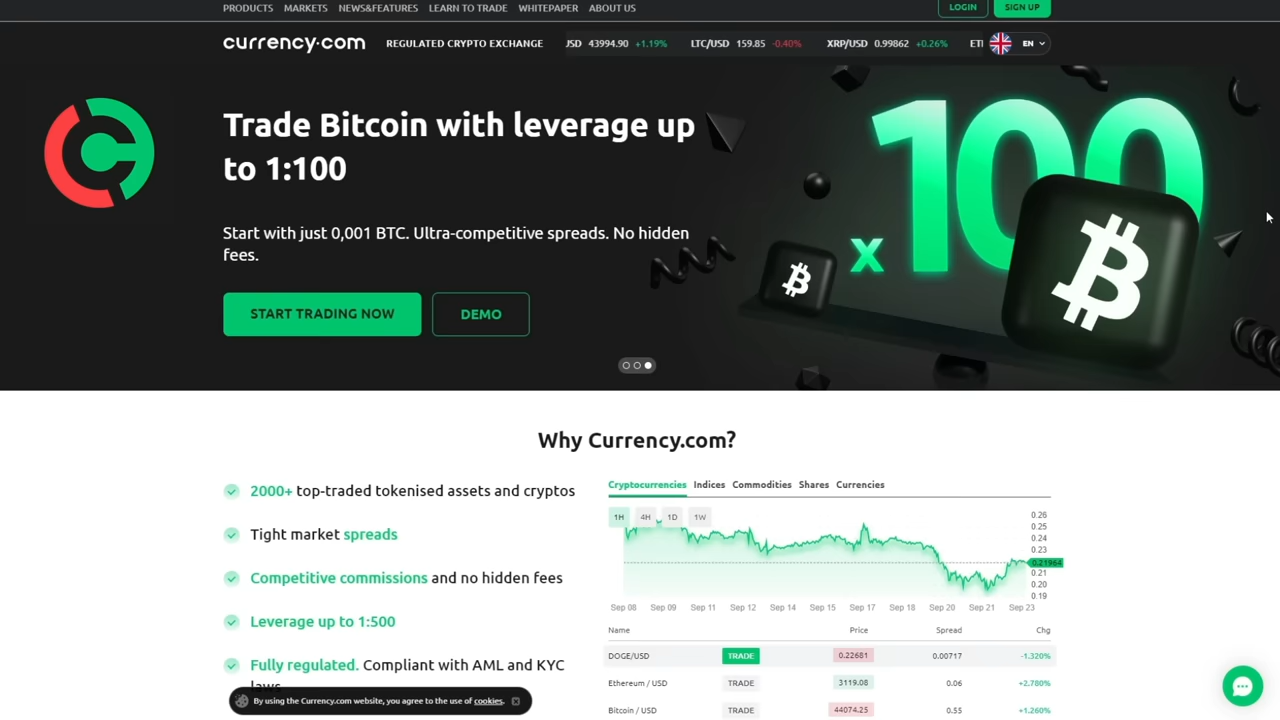 PRODUCTS MARKETS NEWS&FEATURES LEARN TO TRADE WHITEPAPER ABOUT US LOGIN SIGN UP
currency.com REGULATED CRYPTO EXCHANGE JSD 43994.90 +1.19% LTC/USD 159.85 -0.40% XRP/USD 0.99862 +0.26% ETH EN
Trade Bitcoin with leverage up
to 1:100
Start with just 0,001 BTC. Ultra-competitive spreads. No hidden
fees.
START TRADING NOW DEMO
x100
Why Currency.com?
2000+ top-traded tokenised assets and cryptos
Tight market spreads
Competitive commissions and no hidden fees
Leverage up to 1:500
Fully regulated. Compliant with AML and KYC
laws
By using the Currency.com website, you agree to the use of cookies.
Cryptocurrencies Indices Commodities Shares Currencies
1H 4H 1D 1W
0.26
0.25
0.24
0.23
0.21964
0.21
0.20
0.19
Sep 08 Sep 09 Sep 11 Sep 12 Sep 14 Sep 15 Sep 17 Sep 18 Sep 20 Sep 21 Sep 23
Name Price Spread Chg
DOGE/USD TRADE 0.22681 0.00717 -1.320%
Ethereum / USD TRADE 3119.08 0.06 +2.780%
Bitcoin / USD TRADE 44074.25 0.55 +1.260%